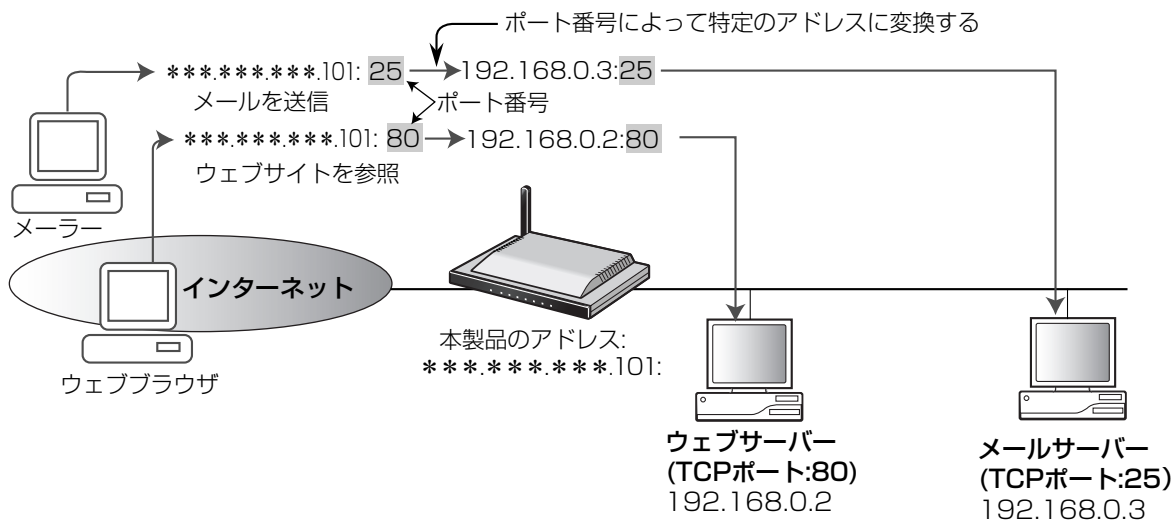 ポート番号によって特定のアドレスに変換する
***.***.***.101: 25 192.168.0.3:25
メールを送信 ポート番号
***.***.***.101: 80 192.168.0.2:80
ウェブサイトを参照
メーラー
インターネット
ウェブブラウザ
本製品のアドレス:
***.***.***.101:
ウェブサーバー
(TCPポート:80)
192.168.0.2
メールサーバー
(TCPポート:25)
192.168.0.3